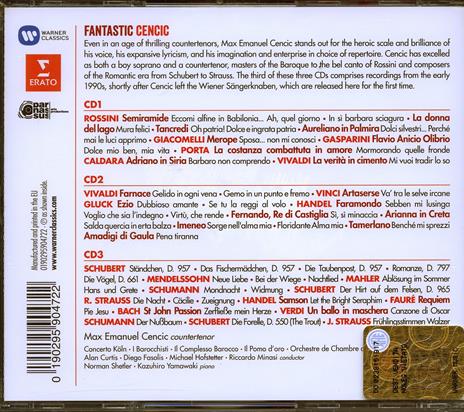 WARNER
CLASSICS
ERATO
parnassus
arts productions
FANTASTIC CENCIC
Even in an age of thrilling countertenors, Max Emanuel Cencic stands out for the heroic scale and brilliance of
his voice, his expansive lyricism, and his imagination and enterprise in choice of repertoire. Cencic has excelled
as both a boy soprano and a countertenor, masters of the Baroque to the bel canto of Rossini and composers
of the Romantic era from Schubert to Strauss. The third of these three CDs comprises recordings from the early
1990s, shortly after Cencic left the Wiener Sängerknaben, which are released here for the first time.
CD1
ROSSINI Semiramide Eccomi alfine in Babilonia... Ah, quel giorno • In sì barbara sciagura • La donna
del lago Mura felici • Tancredi Oh patria! Dolce e ingrata patria • Aureliano in Palmira Dolci silvestri... Perché
mai le luci apprimo • GIACOMELLI Merope Sposa... non mi conosci • GASPARINI Flavio Anicio Olibrio
Dolce mio ben, mia vita • PORTA La costanza combattuta in amore Mormorando quelle fronde
CALDARA Adriano in Siria Barbaro non comprendo • VIVALDI La verità in cimento Mi vuoi tradir lo so
CD2
VIVALDI Farnace Gelido in ogni vena • Gemo in un punto e fremo • VINCI Artaserse Va' tra le selve ircane
GLUCK Ezio Dubbioso amante • Se tu la reggi al volo • HANDEL Faramondo Sebben mi lusinga
Voglio che sia l'indegno • Virtù, che rende • Fernando, Re di Castiglia Sì, sì minaccia • Arianna in Creta
Salda quercia in erta balza • Imeneo Sorge nell'alma mia • Floridante Alma mia • Tamerlano Benché mi sprezzi
Amadigi di Gaula Pena tiranna
CD3
SCHUBERT Ständchen, D. 957 • Das Fischermädchen, D. 957 • Die Taubenpost, D. 957 • Romanze, D. 797
Die Vögel, D. 661 • MENDELSSOHN Neue Liebe • Bei der Wiege • Nachtlied • MAHLER Ablösung im Sommer
Hans und Grete • SCHUMANN Mondnacht • Widmung • SCHUBERT Der Hirt auf dem Felsen, D. 965
R. STRAUSS Die Nacht • Cäcilie • Zueignung • HANDEL Samson Let the Bright Seraphim • FAURÉ Requiem
Pie Jesu • BACH St John Passion Zerfließe mein Herze • VERDI Un ballo in maschera Canzone di Oscar
SCHUMANN Der Nußbaum • SCHUBERT Die Forelle, D. 550 (The Trout) • J. STRAUSS Frühlingsstimmen Walzer
Max Emanuel Cencic countertenor
Concerto Köln, I Barocchisti, Il Complesso Barocco, Il Pomo d'oro, Orchestre de Chambre
Alan Curtis, Diego Fasolis, Michael Hofstetter, Riccardo Minasi conductor
Norman Shetler, Kazuhiro Yamawaki piano
Manufactured and printed in the EU
℗ as shown inset.
0190295904722
warnerclassics.com
0 190295 904722